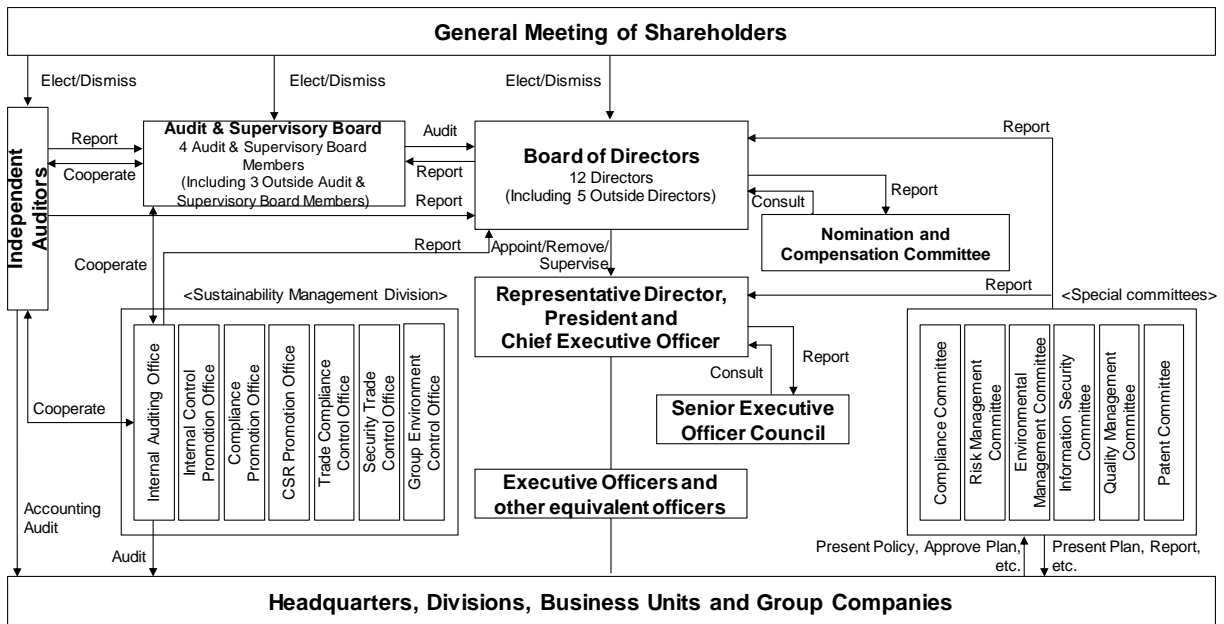 General Meeting of Shareholders
Elect/Dismiss
Elect/Dismiss
Elect/Dismiss
Independent
Auditors
Report
Cooperate
Audit & Supervisory Board
4 Audit & Supervisory Board
Members
(Including 3 Outside Audit &
Supervisory Board Members)
Audit
Report
Report
Board of Directors
12 Directors
(Including 5 Outside Directors)
Report
Consult
Report
Nomination and
Compensation Committee
Cooperate
Report
Appoint/Remove/
Supervise
Report
<Sustainability Management Division>
<Special committees>
Representative Director,
President and
Chief Executive Officer
Consult
Report
Senior Executive
Officer Council
Cooperate
Internal Auditing Office
Internal Control
Promotion Office
Compliance
Promotion Office
CSR Promotion Office
Trade Compliance
Control Office
Security Trade
Control Office
Group Environment
Control Office
Compliance Committee
Risk Management
Committee
Environmental
Management Committee
Information Security
Committee
Quality Management
Committee
Patent Committee
Executive Officers and
other equivalent officers
Accounting
Audit
Audit
Present Policy, Approve Plan,
etc.
Present Plan, Report,
etc.
Headquarters, Divisions, Business Units and Group Companies